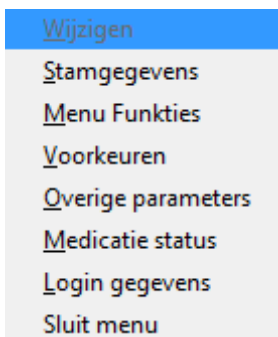 Wijzigen
Stamgegevens
Menu Funkties
Voorkeuren
Overige parameters
Medicatie status
Login gegevens
Sluit menu